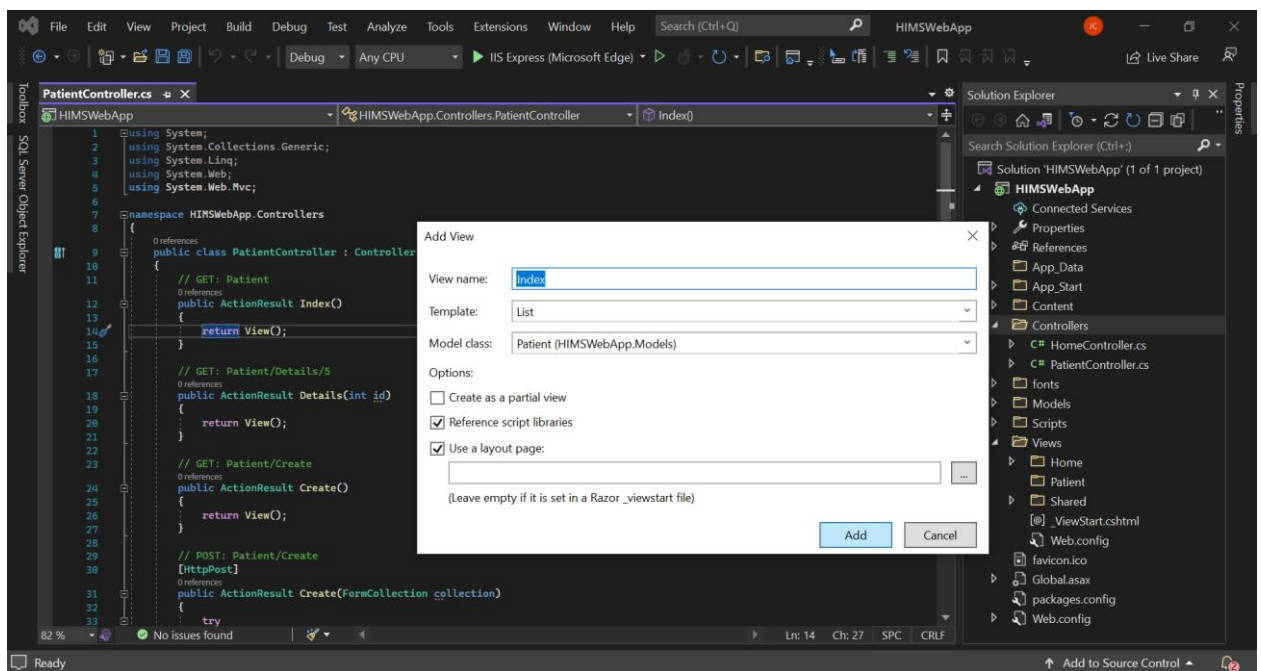 File Edit View Project Build Debug Test Analyze Tools Extensions Window Help Search (Ctrl+Q) HIMSWebApp JC
Debug Any CPU IIS Express (Microsoft Edge) Live Share
Toolbox
SQL Server Object Explorer
PatientController.cs
HIMSWebApp HIMSWebApp.Controllers.PatientController Index()
1 using System;
2 using System.Collections.Generic;
3 using System.Linq;
4 using System.Web;
5 using System.Web.Mvc;
6
7 namespace HIMSWebApp.Controllers
8 {
0 references
9 public class PatientController : Controller
10 {
11 // GET: Patient
0 references
12 public ActionResult Index()
13 {
14 return View();
15 }
16
17 // GET: Patient/Details/5
0 references
18 public ActionResult Details(int id)
19 {
20 return View();
21 }
22
23 // GET: Patient/Create
0 references
24 public ActionResult Create()
25 {
26 return View();
27 }
28
29 // POST: Patient/Create
30 [HttpPost]
0 references
31 public ActionResult Create(FormCollection collection)
32 {
33 try
82 % No issues found Ln: 14 Ch: 27 SPC CRLF
Add View
View name: Index
Template: List
Model class: Patient (HIMSWebApp.Models)
Options:
Create as a partial view
Reference script libraries
Use a layout page:
...
(Leave empty if it is set in a Razor _viewstart file)
Add Cancel
Solution Explorer
Search Solution Explorer (Ctrl+;)
Solution 'HIMSWebApp' (1 of 1 project)
HIMSWebApp
Connected Services
Properties
References
App_Data
App_Start
Content
Controllers
C# HomeController.cs
C# PatientController.cs
fonts
Models
Scripts
Views
Home
Patient
Shared
[@] _ViewStart.cshtml
Web.config
favicon.ico
Global.asax
packages.config
Web.config
Properties
Ready Add to Source Control 2